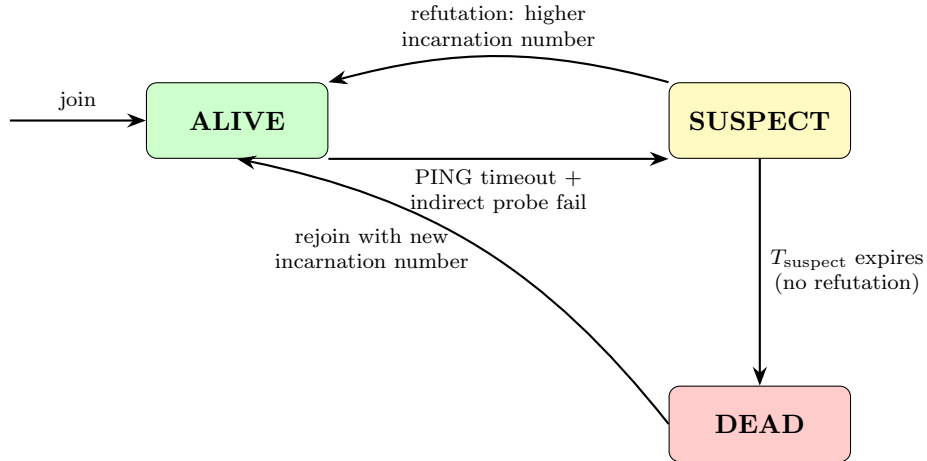 refutation: higher
incarnation number
join
ALIVE
SUSPECT
PING timeout +
indirect probe fail
rejoin with new
incarnation number
T_suspect expires
(no refutation)
DEAD